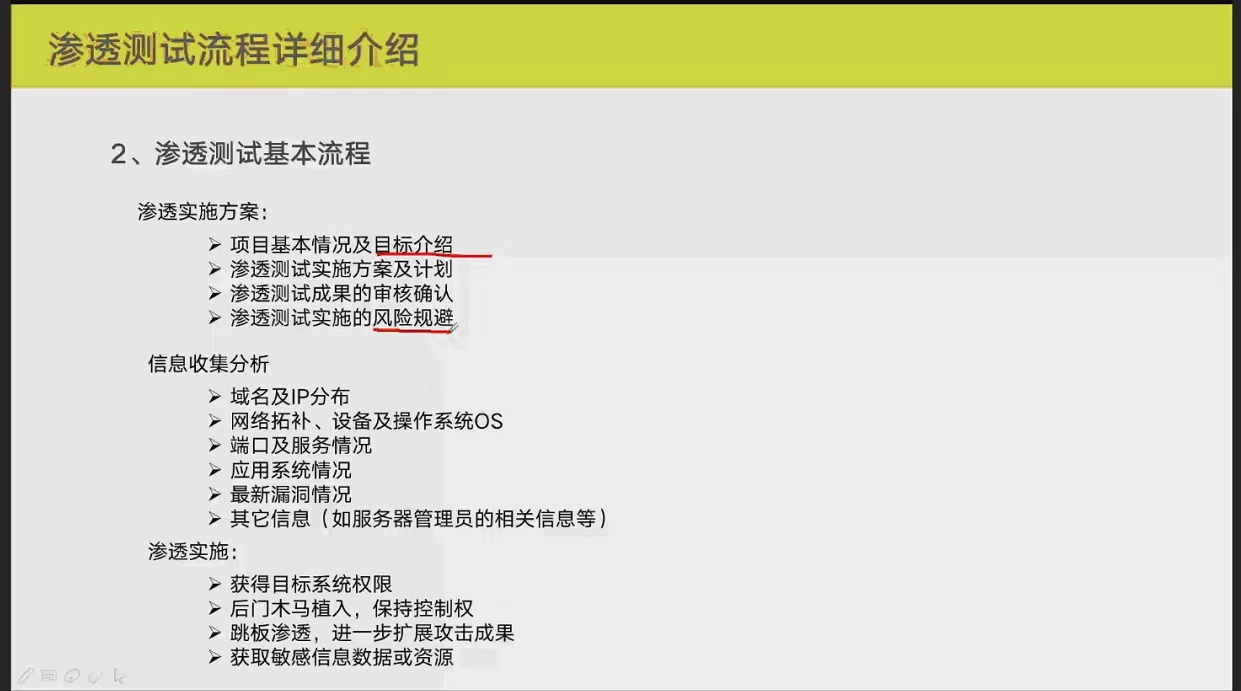 渗透测试流程详细介绍
2、渗透测试基本流程
渗透实施方案：
➢ 项目基本情况及目标介绍
➢ 渗透测试实施方案及计划
➢ 渗透测试成果的审核确认
➢ 渗透测试实施的风险规避
信息收集分析
➢ 域名及IP分布
➢ 网络拓补、设备及操作系统OS
➢ 端口及服务情况
➢ 应用系统情况
➢ 最新漏洞情况
➢ 其它信息（如服务器管理员的相关信息等）
渗透实施：
➢ 获得目标系统权限
➢ 后门木马植入，保持控制权
➢ 跳板渗透，进一步扩展攻击成果
➢ 获取敏感信息数据或资源